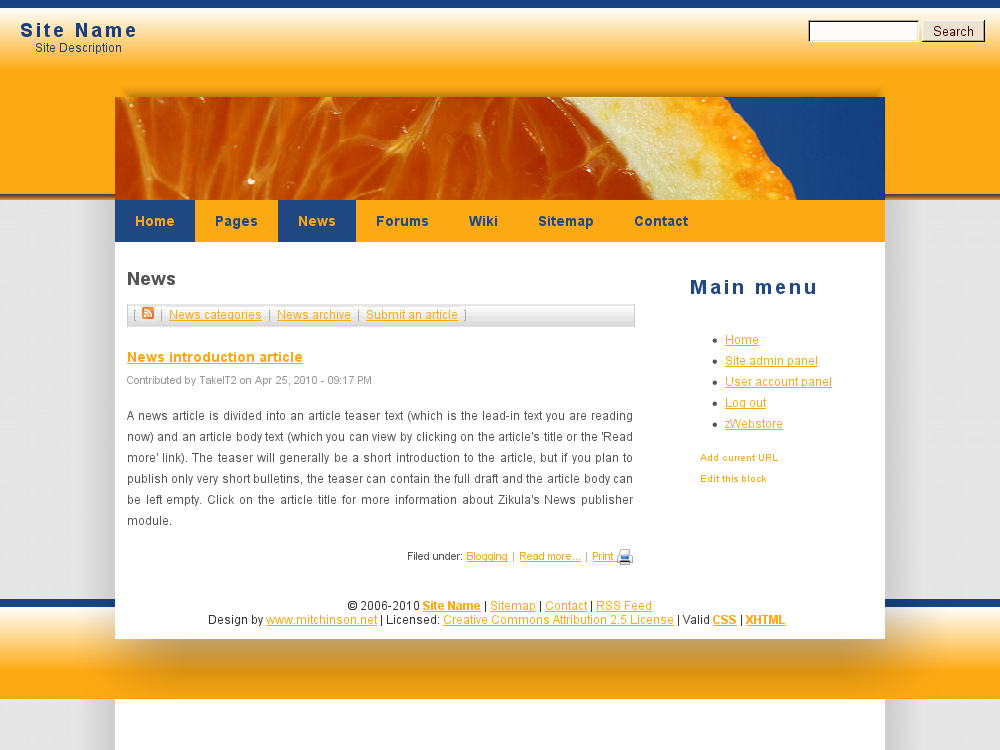 Site Name
Site Description
Search
Home Pages News Forums Wiki Sitemap Contact
News
[ | News categories | News archive | Submit an article ]
News introduction article
Contributed by TakeIT2 on Apr 25, 2010 - 09:17 PM
A news article is divided into an article teaser text (which is the lead-in text you are reading
now) and an article body text (which you can view by clicking on the article's title or the 'Read
more' link). The teaser will generally be a short introduction to the article, but if you plan to
publish only very short bulletins, the teaser can contain the full draft and the article body can
be left empty. Click on the article title for more information about Zikula's News publisher
module.
Filed under: Blogging | Read more... | Print
Main menu
Home
Site admin panel
User account panel
Log out
zWebstore
Add current URL
Edit this block
© 2006-2010 Site Name | Sitemap | Contact | RSS Feed
Design by www.mitchinson.net | Licensed: Creative Commons Attribution 2.5 License | Valid CSS | XHTML